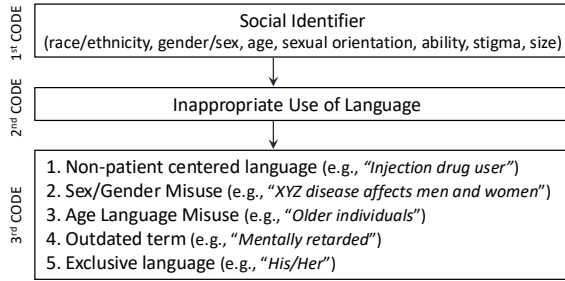 1st CODE
Social Identifier
(race/ethnicity, gender/sex, age, sexual orientation, ability, stigma, size)
2nd CODE
Inappropriate Use of Language
3rd CODE
1. Non-patient centered language (e.g., “Injection drug user”)
2. Sex/Gender Misuse (e.g., “XYZ disease affects men and women”)
3. Age Language Misuse (e.g., “Older individuals”)
4. Outdated term (e.g., “Mentally retarded”)
5. Exclusive language (e.g., “His/Her”)